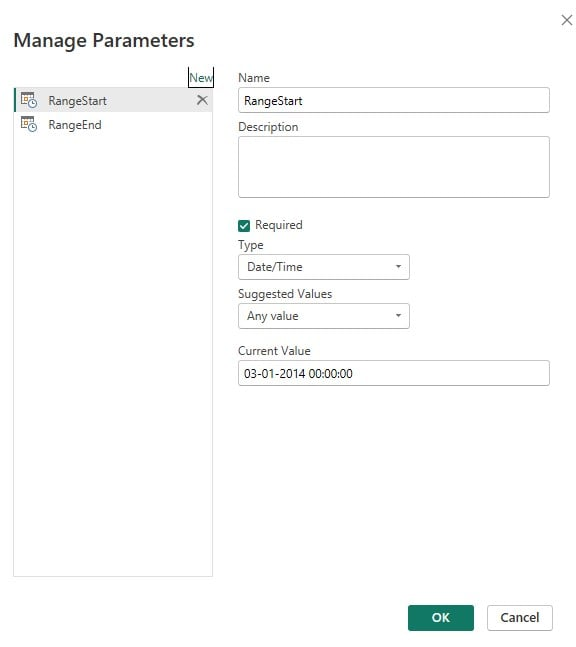 Manage Parameters
New
RangeStart
RangeEnd
Name
RangeStart
Description
Required
Type
Date/Time
Suggested Values
Any value
Current Value
03-01-2014 00:00:00
OK
Cancel